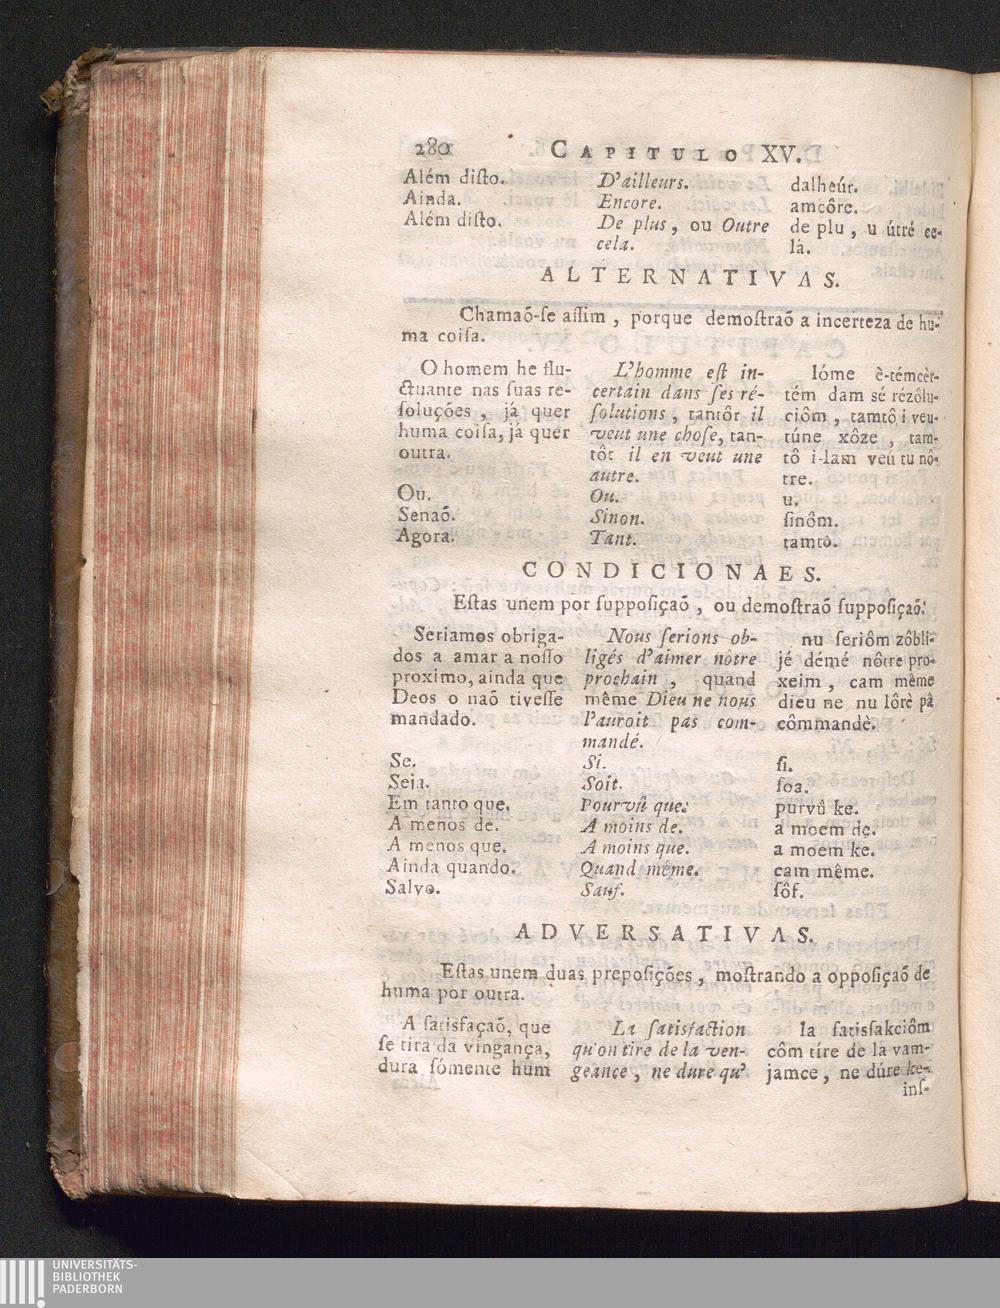 280 CAPITULO XV.
Além disto. D'ailleurs. dalheúr.
Ainda. Encore. amcôre.
Além disto. De plus, ou Outre de plu, u útré ce-
cela. lá.
ALTERNATIVAS.
Chamaõ-se assim, porque demostraõ a incerteza de hu-
ma coisa.
O homem he flu- L'homme est in- lóme è-témcèr-
ctuante nas suas re- certain dans ses ré- tém dam sé rézôlu-
soluções, já quer solutions, tantôr il ciôm, tamtô i veu-
huma coisa, já quer veut une chose, tan- túne xôze, tam-
outra. tôt il en veut une tô i-lam veú tu nô-
autre. tre.
Ou. Ou. u.
Senaõ. Sinon. sinôm.
Agora. Tant. tamtô.
CONDICIONAES.
Estas unem por supposiçaõ, ou demostraõ supposiçaõ.
Seriamos obriga- Nous serions ob- nu seriôm zôbli-
dos a amar a nosso ligés d'aimer nôtre jé démé nôtre pro-
proximo, ainda que prochain, quand xeim, cam même
Deos o naõ tivesse même Dieu ne nous dieu ne nu lôrè pâ
mandado. l'auroit pas com- cômmandè.
mandé.
Se. Si. si.
Seja. Soit. soa.
Em tanto que. Pourvû que. purvû ke.
A menos de. A moins de. a moem de.
A menos que. A moins que. a moem ke.
Ainda quando. Quand même. cam même.
Salvo. Sauf. sôf.
ADVERSATIVAS.
Estas unem duas preposições, mostrando a opposiçaõ de
huma por outra.
A satisfaçaõ, que La satisfaction la satisfakciôm
se tira da vingança, qu'on tire de la ven- côm tíre de la vam-
dura sómente hum geance, ne dure qu' jamce, ne dúre ke-
ins-
UNIVERSITÄTS-
BIBLIOTHEK
PADERBORN